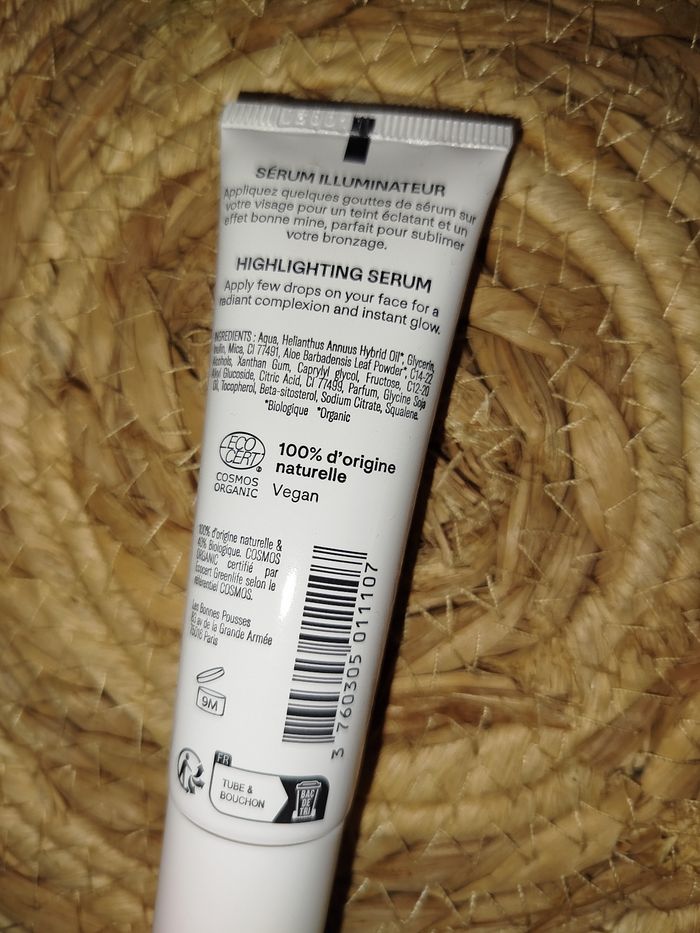 SÉRUM ILLUMINATEUR
Appliquez quelques gouttes de sérum sur
votre visage pour un teint éclatant et un
effet bonne mine, parfait pour sublimer
votre bronzage.
HIGHLIGHTING SERUM
Apply few drops on your face for a
radiant complexion and instant glow.
INGREDIENTS : Aqua, Helianthus Annuus Hybrid Oil*, Glycerin,
Inulin, Mica, CI 77491, Aloe Barbadensis Leaf Powder*, C14-22
Alcohols, Xanthan Gum, Caprylyl glycol, Fructose, C12-20
Alkyl Glucoside, Citric Acid, CI 77499, Parfum, Glycine Soja
Oil, Tocopherol, Beta-sitosterol, Sodium Citrate, Squalene.
*Biologique *Organic
ECO
CERT
COSMOS
ORGANIC
100% d'origine
naturelle
Vegan
100% d'origine naturelle &
Biologique. COSMOS
ORGANIC certifié par
Ecocert Greenlife selon le
référentiel COSMOS.
Les Bonnes Pousses
av de la Grande Armée
Paris
9M
3 760305 011107
FR
TUBE &
BOUCHON
BAC
DE
TRI